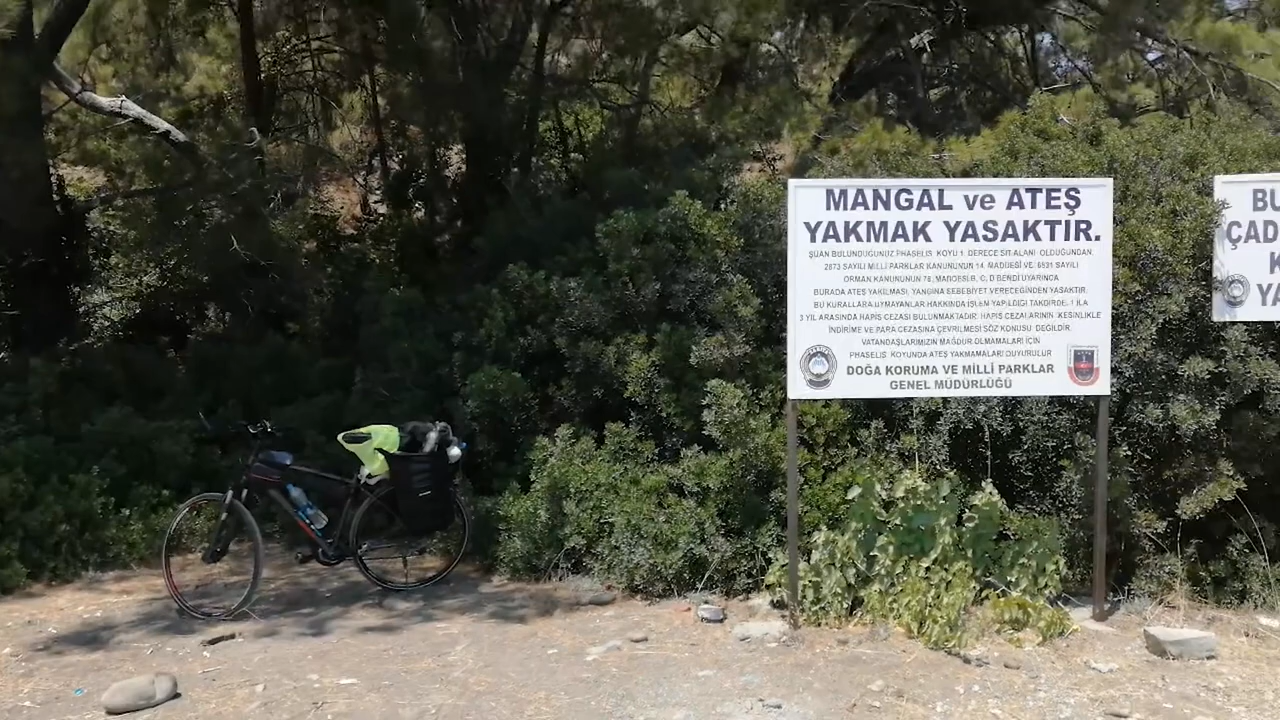 MANGAL ve ATEŞ
YAKMAK YASAKTIR.
ŞUAN BULUNDUĞUNUZ PHASELIS KOYU 1. DERECE SİT ALANI OLDUĞUNDAN,
2873 SAYILI MİLLİ PARKLAR KANUNUNUN 14. MADDESİ VE 6831 SAYILI
ORMAN KANUNUNUN 76. MADDESİ B, C, D BENDİ UYARINCA
BURADA ATEŞ YAKILMASI, YANGINA SEBEBİYET VERECEĞİNDEN YASAKTIR.
BU KURALLARA UYMAYANLAR HAKKINDA İŞLEM YAPILDIĞI TAKDİRDE, 1 İLA
3 YIL ARASINDA HAPİS CEZASI BULUNMAKTADIR. HAPİS CEZALARININ KESİNLİKLE
İNDİRİME VE PARA CEZASINA ÇEVRİLMESİ SÖZ KONUSU DEĞİLDİR.
VATANDAŞLARIMIZIN MAĞDUR OLMAMALARI İÇİN
PHASELIS KOYUNDA ATEŞ YAKMAMALARI DUYURULUR
DOĞA KORUMA VE MİLLİ PARKLAR
GENEL MÜDÜRLÜĞÜ
BU
ÇAD
K
YA